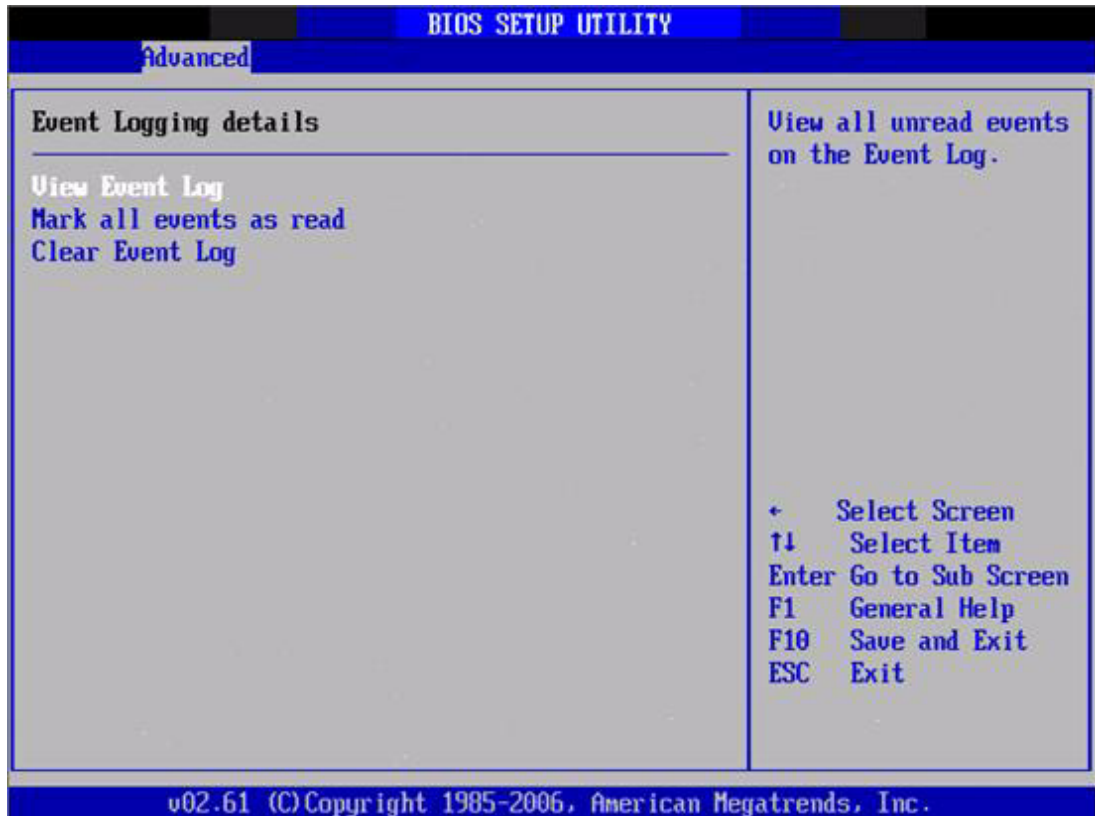 BIOS SETUP UTILITY
Advanced
Event Logging details
View Event Log
Mark all events as read
Clear Event Log
View all unread events
on the Event Log.
← Select Screen
↑↓ Select Item
Enter Go to Sub Screen
F1 General Help
F10 Save and Exit
ESC Exit
v02.61 (C)Copyright 1985-2006, American Megatrends, Inc.